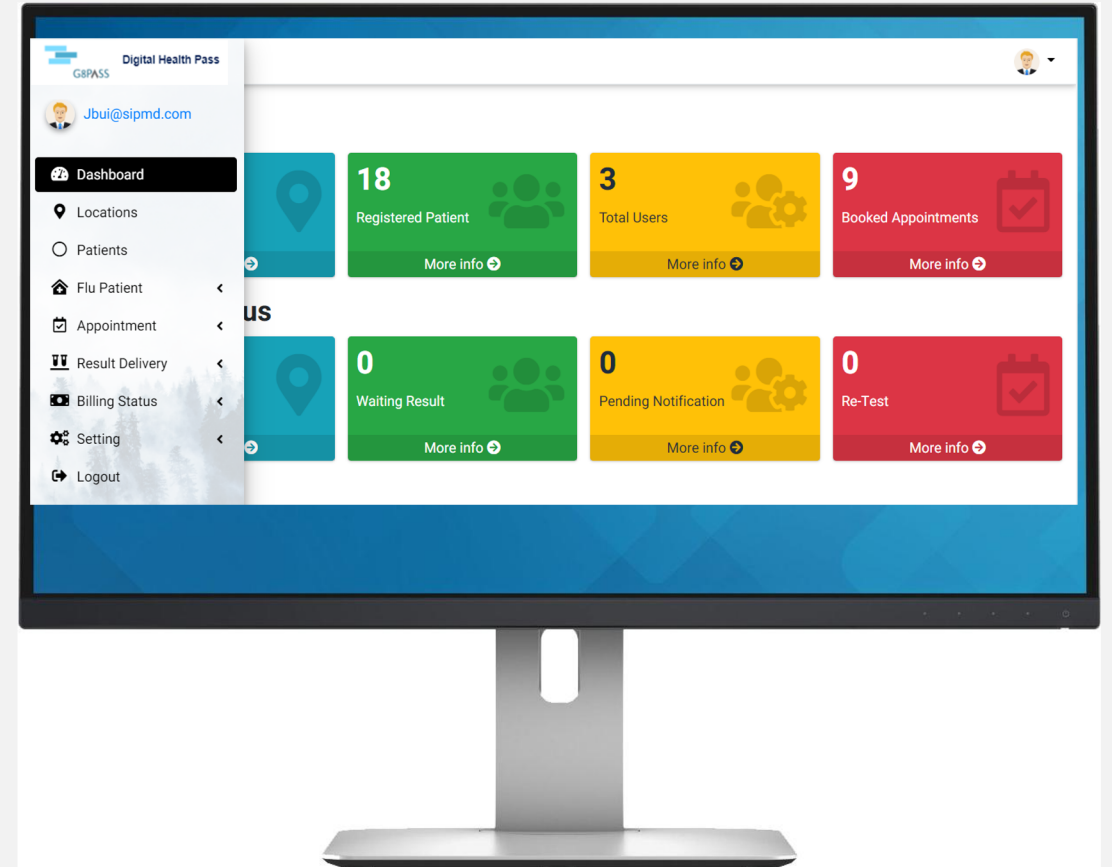 Digital Health Pass
G8PASS
Jbui@sipmd.com
Dashboard
Locations
Patients
Flu Patient
Appointment
Result Delivery
Billing Status
Setting
Logout
18
Registered Patient
More info
3
Total Users
More info
9
Booked Appointments
More info
us
0
Waiting Result
More info
0
Pending Notification
More info
0
Re-Test
More info